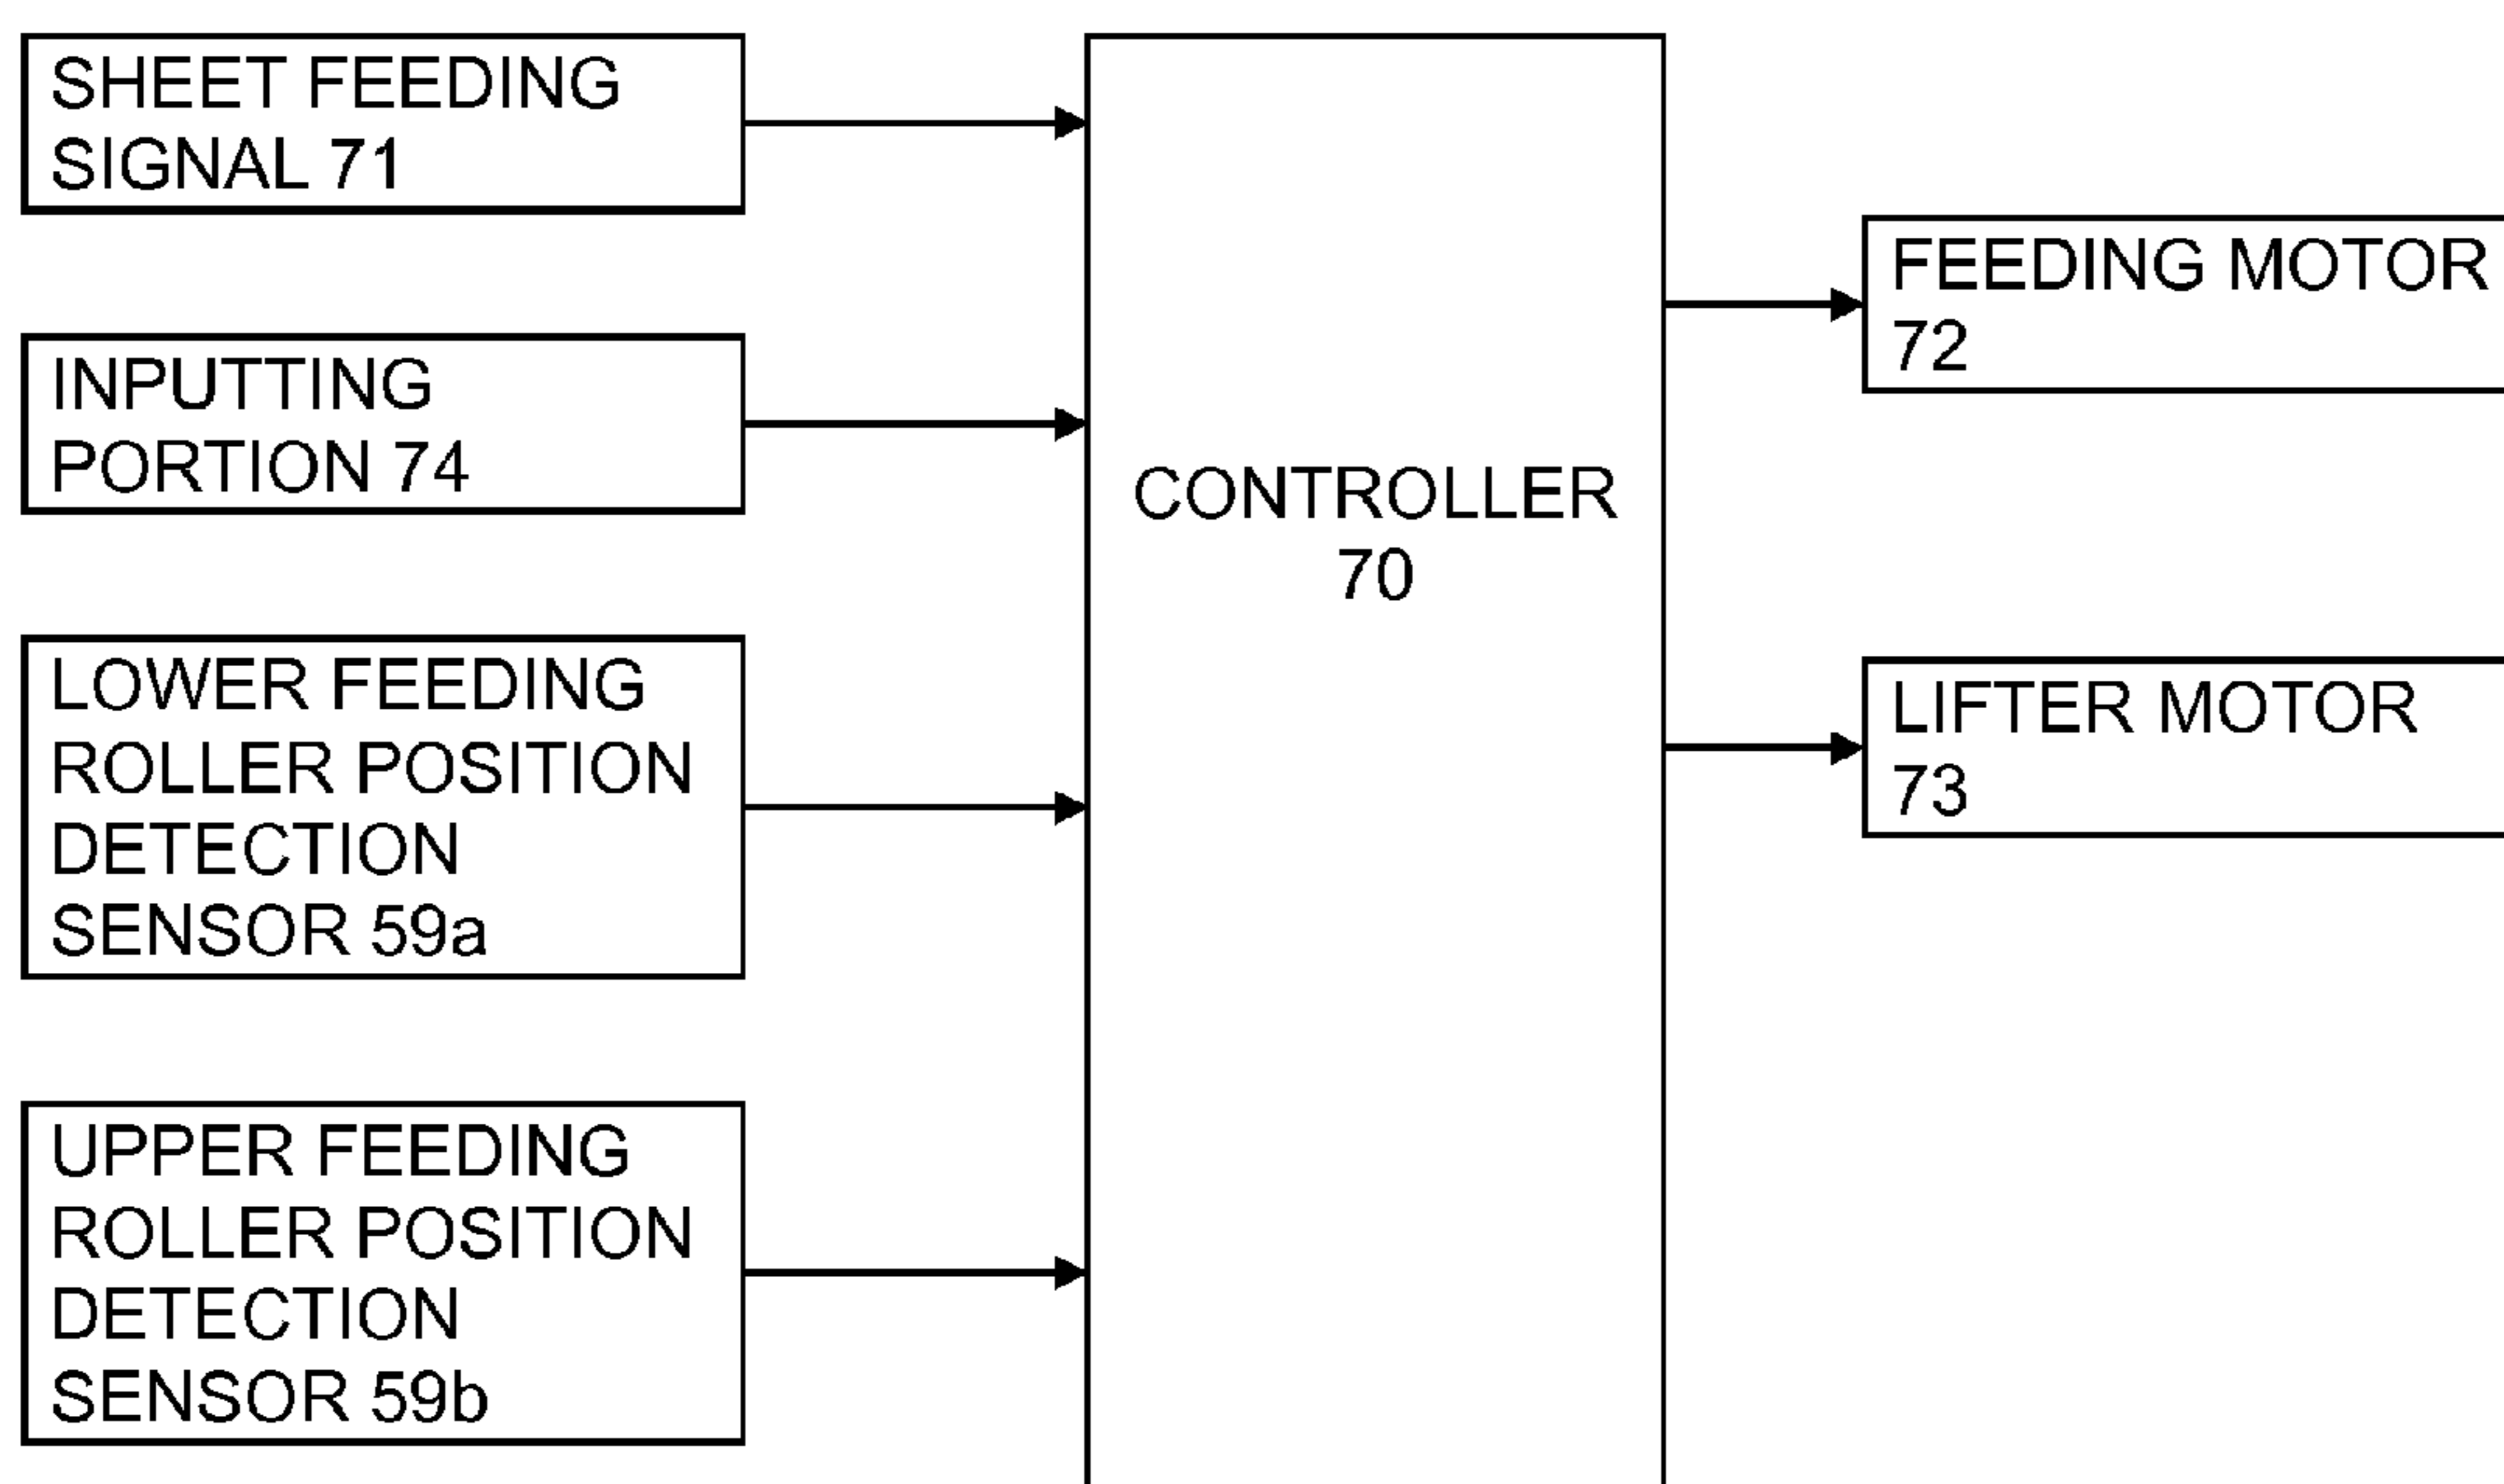 SHEET FEEDING
SIGNAL 71
INPUTTING
PORTION 74
LOWER FEEDING
ROLLER POSITION
DETECTION
SENSOR 59a
UPPER FEEDING
ROLLER POSITION
DETECTION
SENSOR 59b
CONTROLLER
70
FEEDING MOTOR
72
LIFTER MOTOR
73